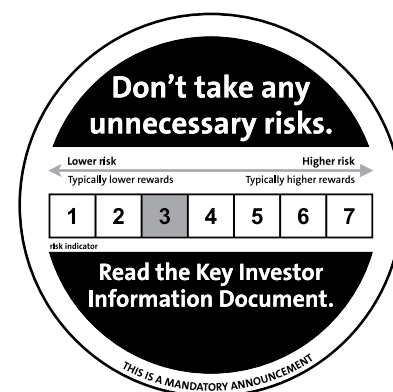 Don't take any
unnecessary risks.
Lower risk Higher risk
Typically lower rewards Typically higher rewards
1 2 3 4 5 6 7
risk indicator
Read the Key Investor
Information Document.
THIS IS A MANDATORY ANNOUNCEMENT